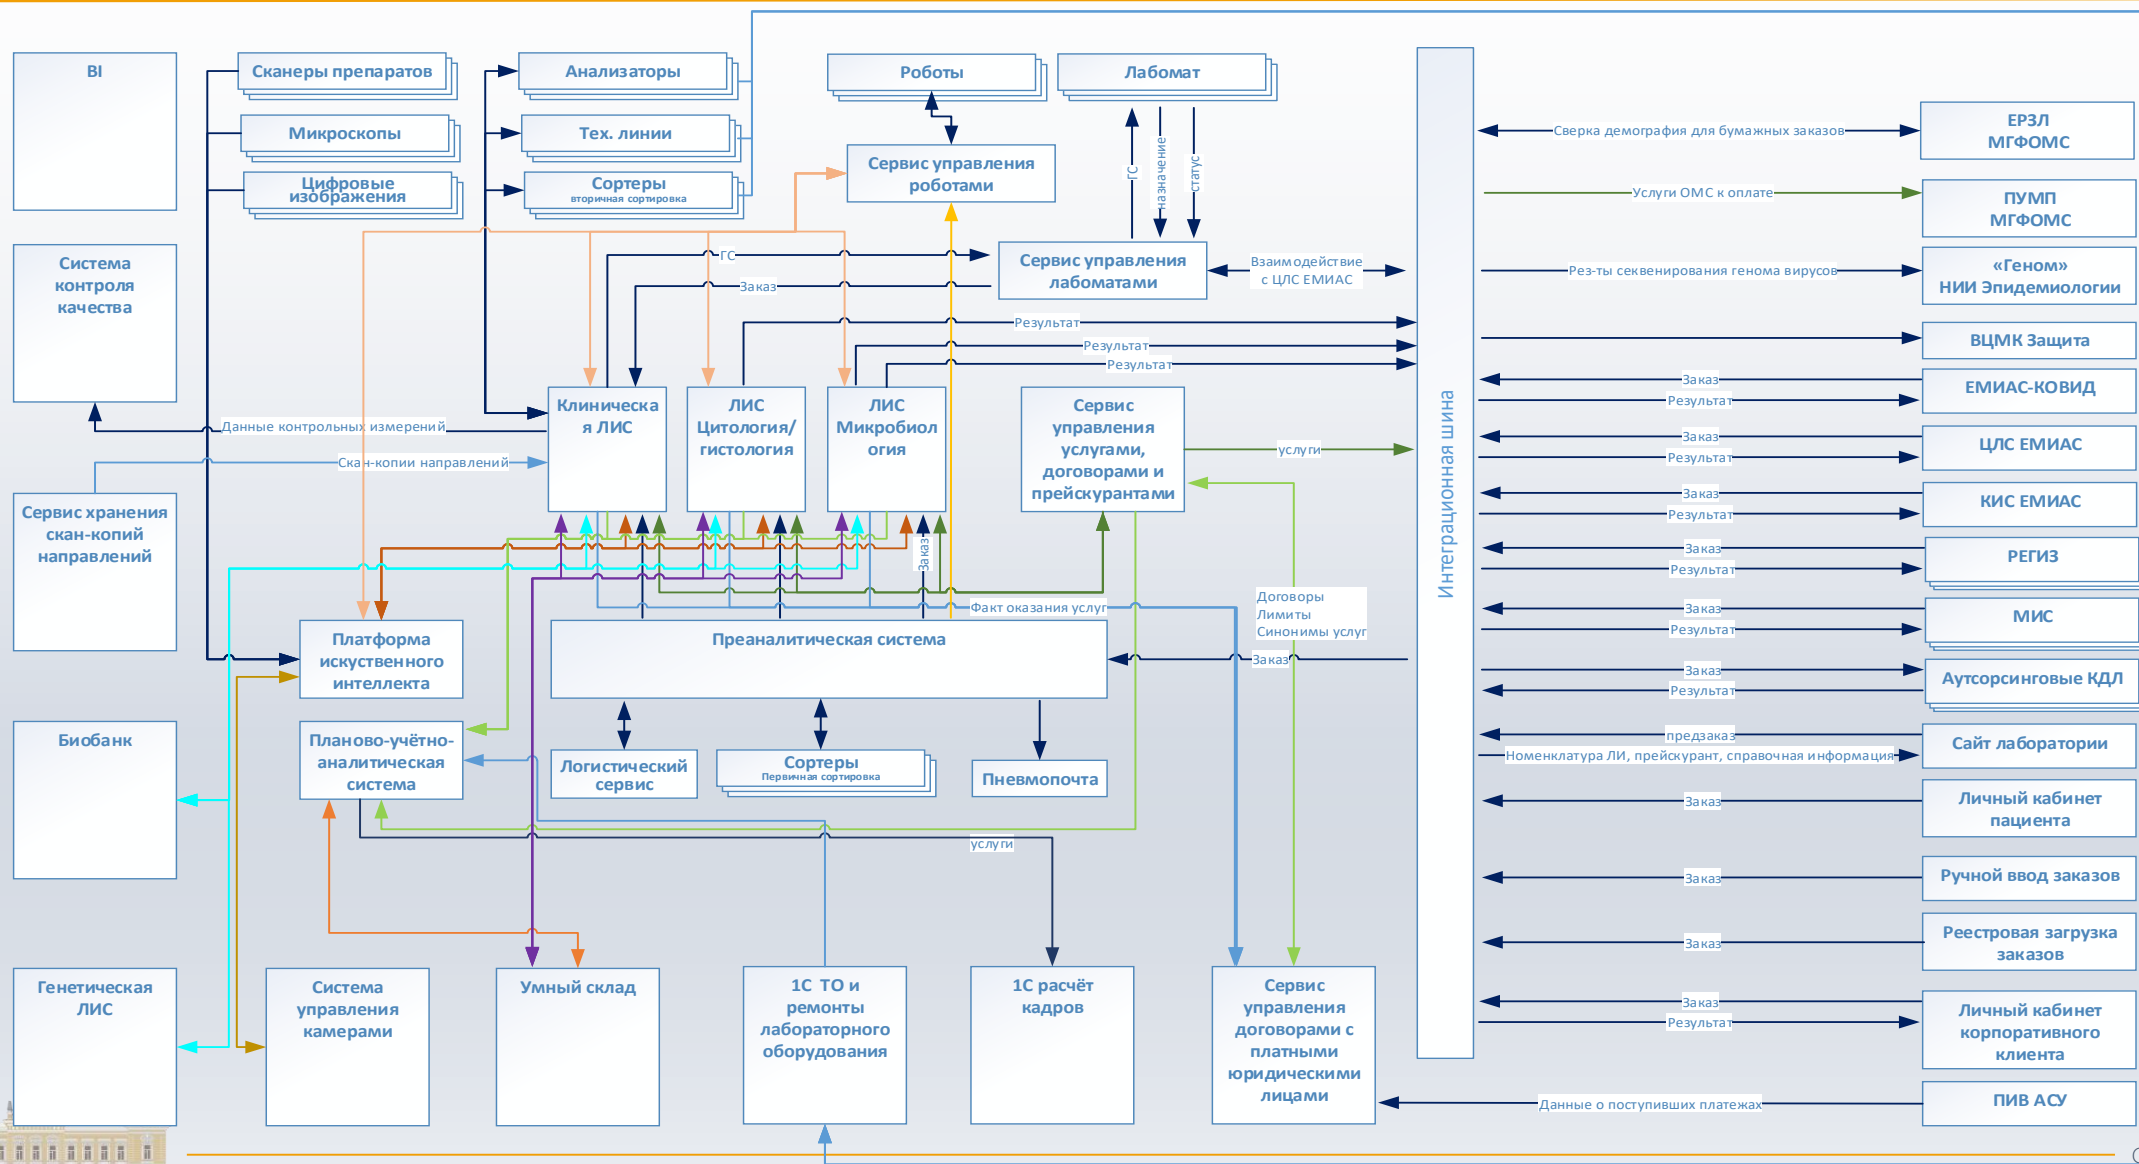 BI
Сканеры препаратов
Анализаторы
Роботы
Лабомат
Микроскопы
Тех. линии
Цифровые
изображения
Сортеры
вторичная сортировка
Сервис управления
роботами
ГС
назначение
статус
Система
контроля
качества
ГС
Заказ
Сервис управления
лабоматами
Взаимодействие
с ЦЛС ЕМИАС
Результат
Результат
Результат
Клиническа
я ЛИС
ЛИС
Цитология/
гистология
ЛИС
Микробиол
огия
Сервис
управления
услугами,
договорами и
прейскурантами
Данные контрольных измерений
Скан-копии направлений
услуги
Сервис хранения
скан-копий
направлений
Заказ
Факт оказания услуг
Договоры
Лимиты
Синонимы услуг
Платформа
искуственного
интеллекта
Преаналитическая система
Заказ
Биобанк
Планово-учётно-
аналитическая
система
Логистический
сервис
Сортеры
Первичная сортировка
Пневмопочта
услуги
Генетическая
ЛИС
Система
управления
камерами
Умный склад
1С ТО и
ремонты
лабораторного
оборудования
1С расчёт
кадров
Сервис
управления
договорами с
платными
юридическими
лицами
Интеграционная шина
Сверка демография для бумажных заказов
ЕРЗЛ
МГФОМС
Услуги ОМС к оплате
ПУМП
МГФОМС
Рез-ты секвенирования генома вирусов
«Геном»
НИИ Эпидемиологии
ВЦМК Защита
Заказ
Результат
ЕМИАС-КОВИД
Заказ
Результат
ЦЛС ЕМИАС
Заказ
Результат
КИС ЕМИАС
Заказ
Результат
РЕГИЗ
Заказ
Результат
МИС
Заказ
Результат
Аутсорсинговые КДЛ
предзаказ
Номенклатура ЛИ, прейскурант, справочная информация
Сайт лаборатории
Заказ
Личный кабинет
пациента
Заказ
Ручной ввод заказов
Заказ
Реестровая загрузка
заказов
Заказ
Результат
Личный кабинет
корпоративного
клиента
Данные о поступивших платежах
ПИВ АСУ